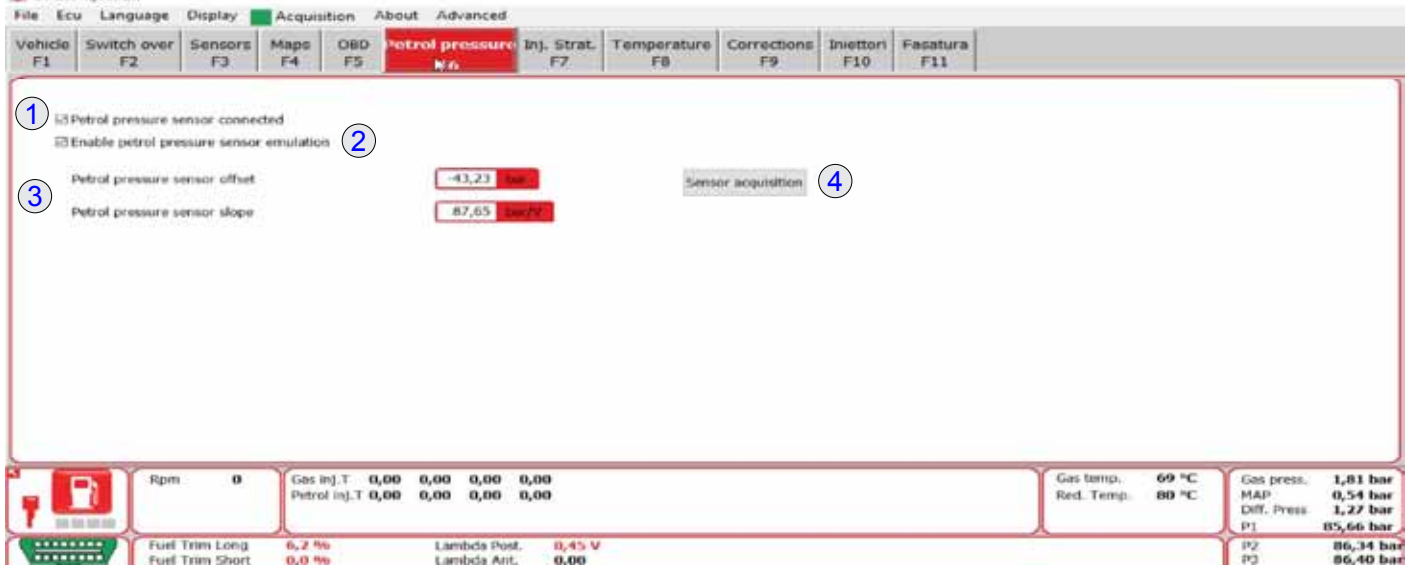 File Ecu Language Display Acquisition About Advanced
Vehicle Switch over Sensors Maps OBD Petrol pressure Inj. Strat. Temperature Corrections Iniettori Fasatura
F1 F2 F3 F4 F5 F7 F8 F9 F10 F11
1 Petrol pressure sensor connected
Enable petrol pressure sensor emulation 2
3 Petrol pressure sensor offset -43,23 bar Sensor acquisition 4
Petrol pressure sensor slope 87,65 bar/V
Rpm 0 Gas inj.T 0,00 0,00 0,00 0,00 Gas temp. 69 °C Gas press. 1,81 bar
Petrol inj.T 0,00 0,00 0,00 0,00 Red. Temp. 80 °C MAP 0,54 bar
Diff. Press 1,27 bar
P1 85,66 bar
Fuel Trim Long 6,2 % Lambda Post. 0,45 V P2 86,34 bar
Fuel Trim Short 0,0 % Lambda Ant. 0,00 P3 86,40 bar